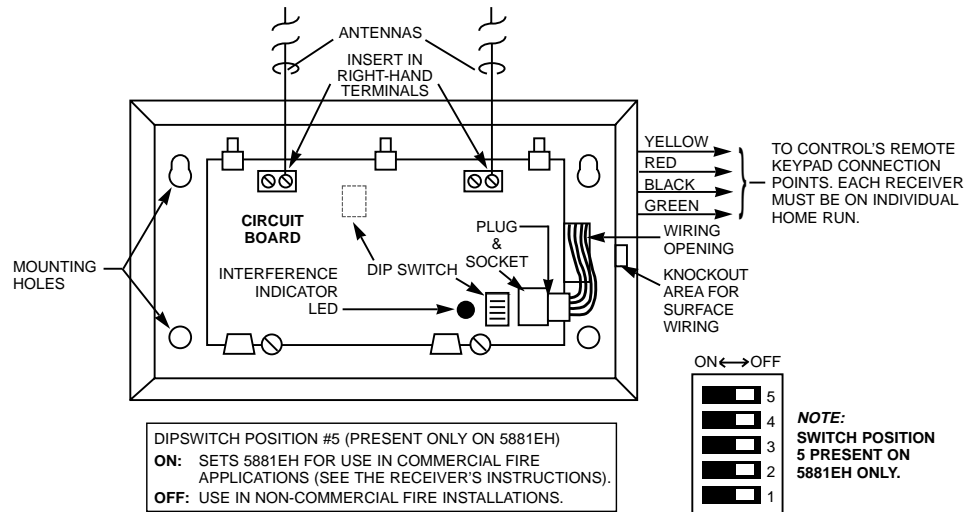 ANTENNAS
INSERT IN
RIGHT-HAND
TERMINALS
YELLOW
RED
BLACK
GREEN
TO CONTROL'S REMOTE
KEYPAD CONNECTION
POINTS. EACH RECEIVER
MUST BE ON INDIVIDUAL
HOME RUN.
CIRCUIT
BOARD
PLUG
&
SOCKET
WIRING
OPENING
MOUNTING
HOLES
DIP SWITCH
INTERFERENCE
INDICATOR
LED
KNOCKOUT
AREA FOR
SURFACE
WIRING
ON OFF
5
4
3
2
1
NOTE:
SWITCH POSITION
5 PRESENT ON
5881EH ONLY.
DIPSWITCH POSITION #5 (PRESENT ONLY ON 5881EH)
ON: SETS 5881EH FOR USE IN COMMERCIAL FIRE
APPLICATIONS (SEE THE RECEIVER'S INSTRUCTIONS).
OFF: USE IN NON-COMMERCIAL FIRE INSTALLATIONS.